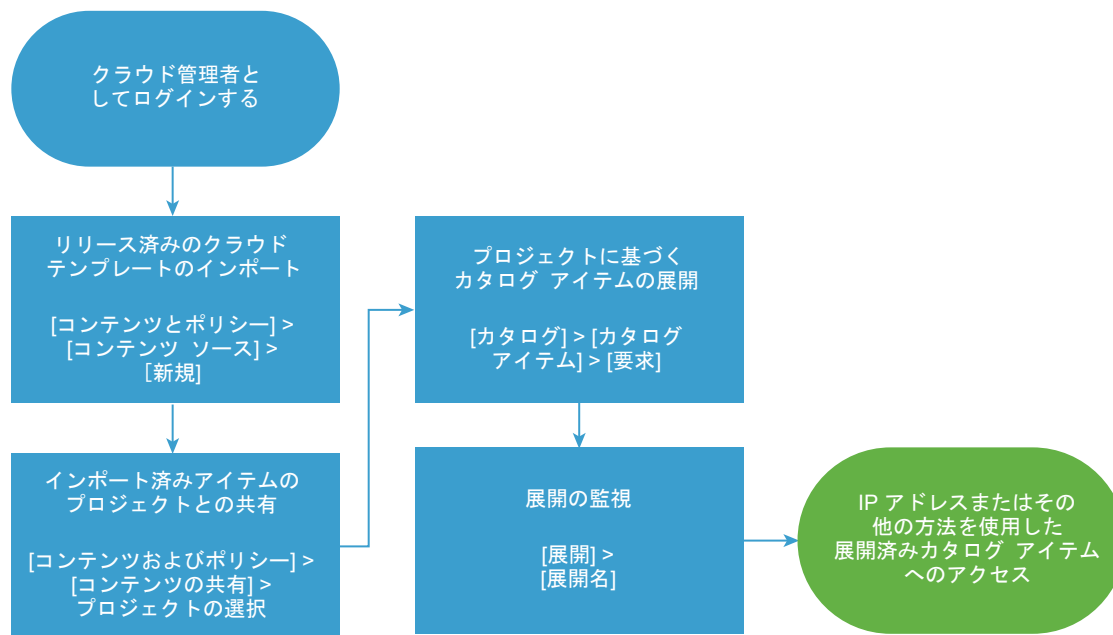 クラウド管理者と
してログインする
リリース済みのクラウド
テンプレートのインポート
[コンテンツとポリシー] >
[コンテンツ ソース] >
[新規]
インポート済みアイテムの
プロジェクトとの共有
[コンテンツおよびポリシー] >
[コンテンツの共有] >
プロジェクトの選択
プロジェクトに基づく
カタログ アイテムの展開
[カタログ] > [カタログ
アイテム] > [要求]
展開の監視
[展開] >
[展開名]
IP アドレスまたはその
他の方法を使用した
展開済みカタログ アイテム
へのアクセス